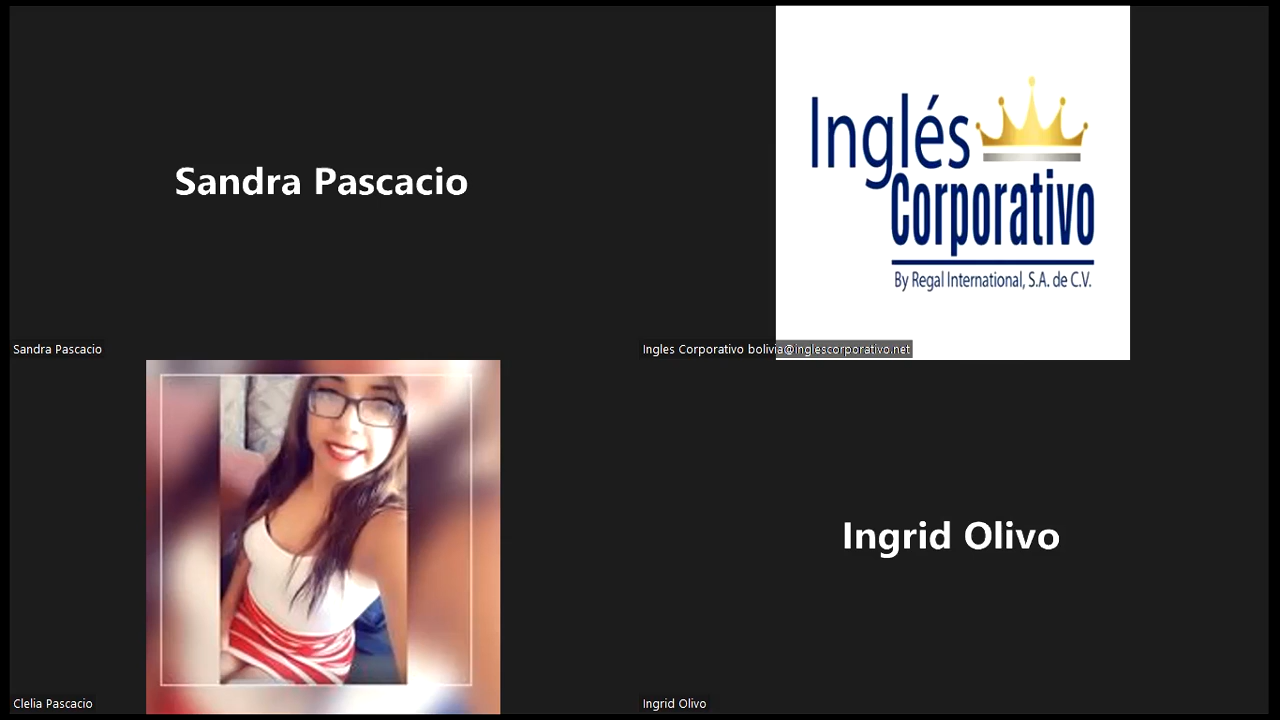 Sandra Pascacio
Inglés
Corporativo
By Regal International, S.A. de C.V.
Sandra Pascacio
Ingles Corporativo bolivia@inglescorporativo.net
Ingrid Olivo
Clelia Pascacio
Ingrid Olivo